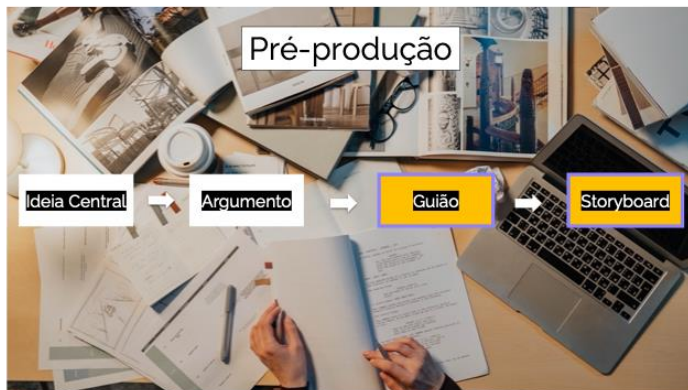 Pré-produção
Ideia Central
Argumento
Guião
Storyboard